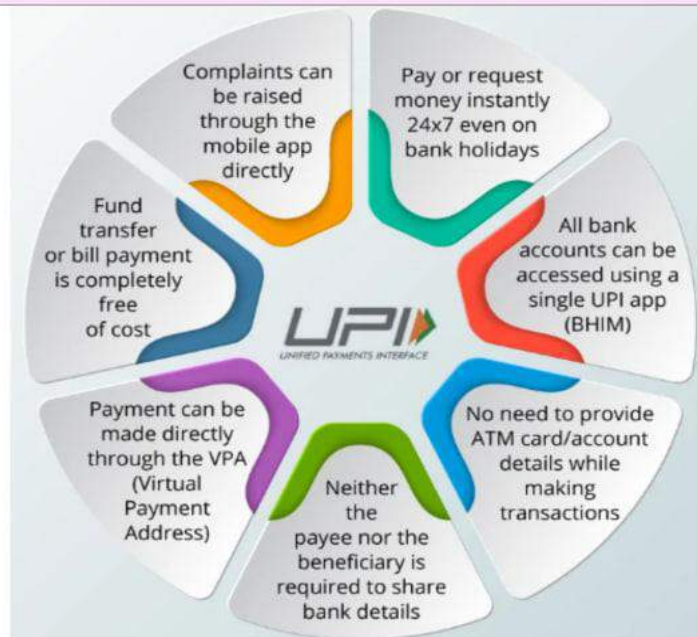 Complaints can
be raised
through the
mobile app
directly
Pay or request
money instantly
24x7 even on
bank holidays
All bank
accounts can be
accessed using a
single UPI app
(BHIM)
No need to provide
ATM card/account
details while
making
transactions
Neither
the
payee nor the
beneficiary is
required to share
bank details
Payment can be
made directly
through the VPA
(Virtual
Payment
Address)
Fund
transfer
or bill payment
is completely
free
of cost
UPI
UNIFIED PAYMENTS INTERFACE